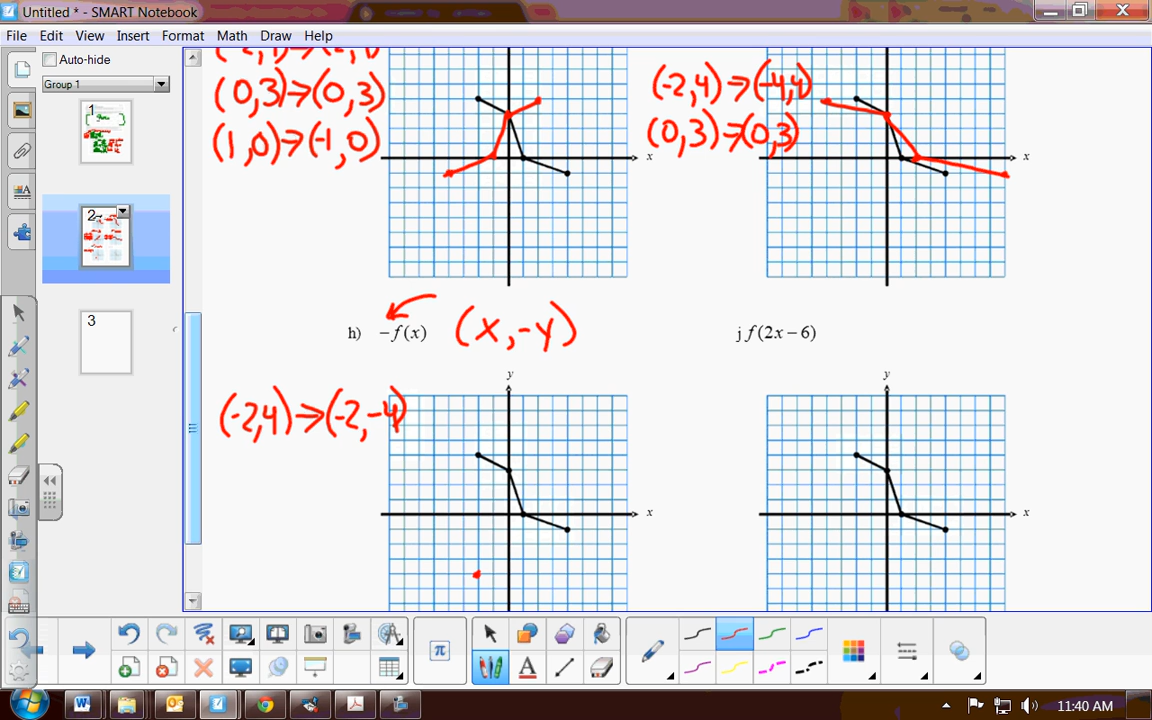 Untitled * - SMART Notebook
File Edit View Insert Format Math Draw Help
Auto-hide
Group 1
1
2
3
(0,3)→(0,3)
(1,0)→(-1,0)
(-2,4)→(-4,4)
(0,3)→(0,3)
x
x
h) −f(x)
(x,-y)
j f(2x − 6)
(-2,4)→(-2,-4)
y
y
x
x
π
A
W
11:40 AM